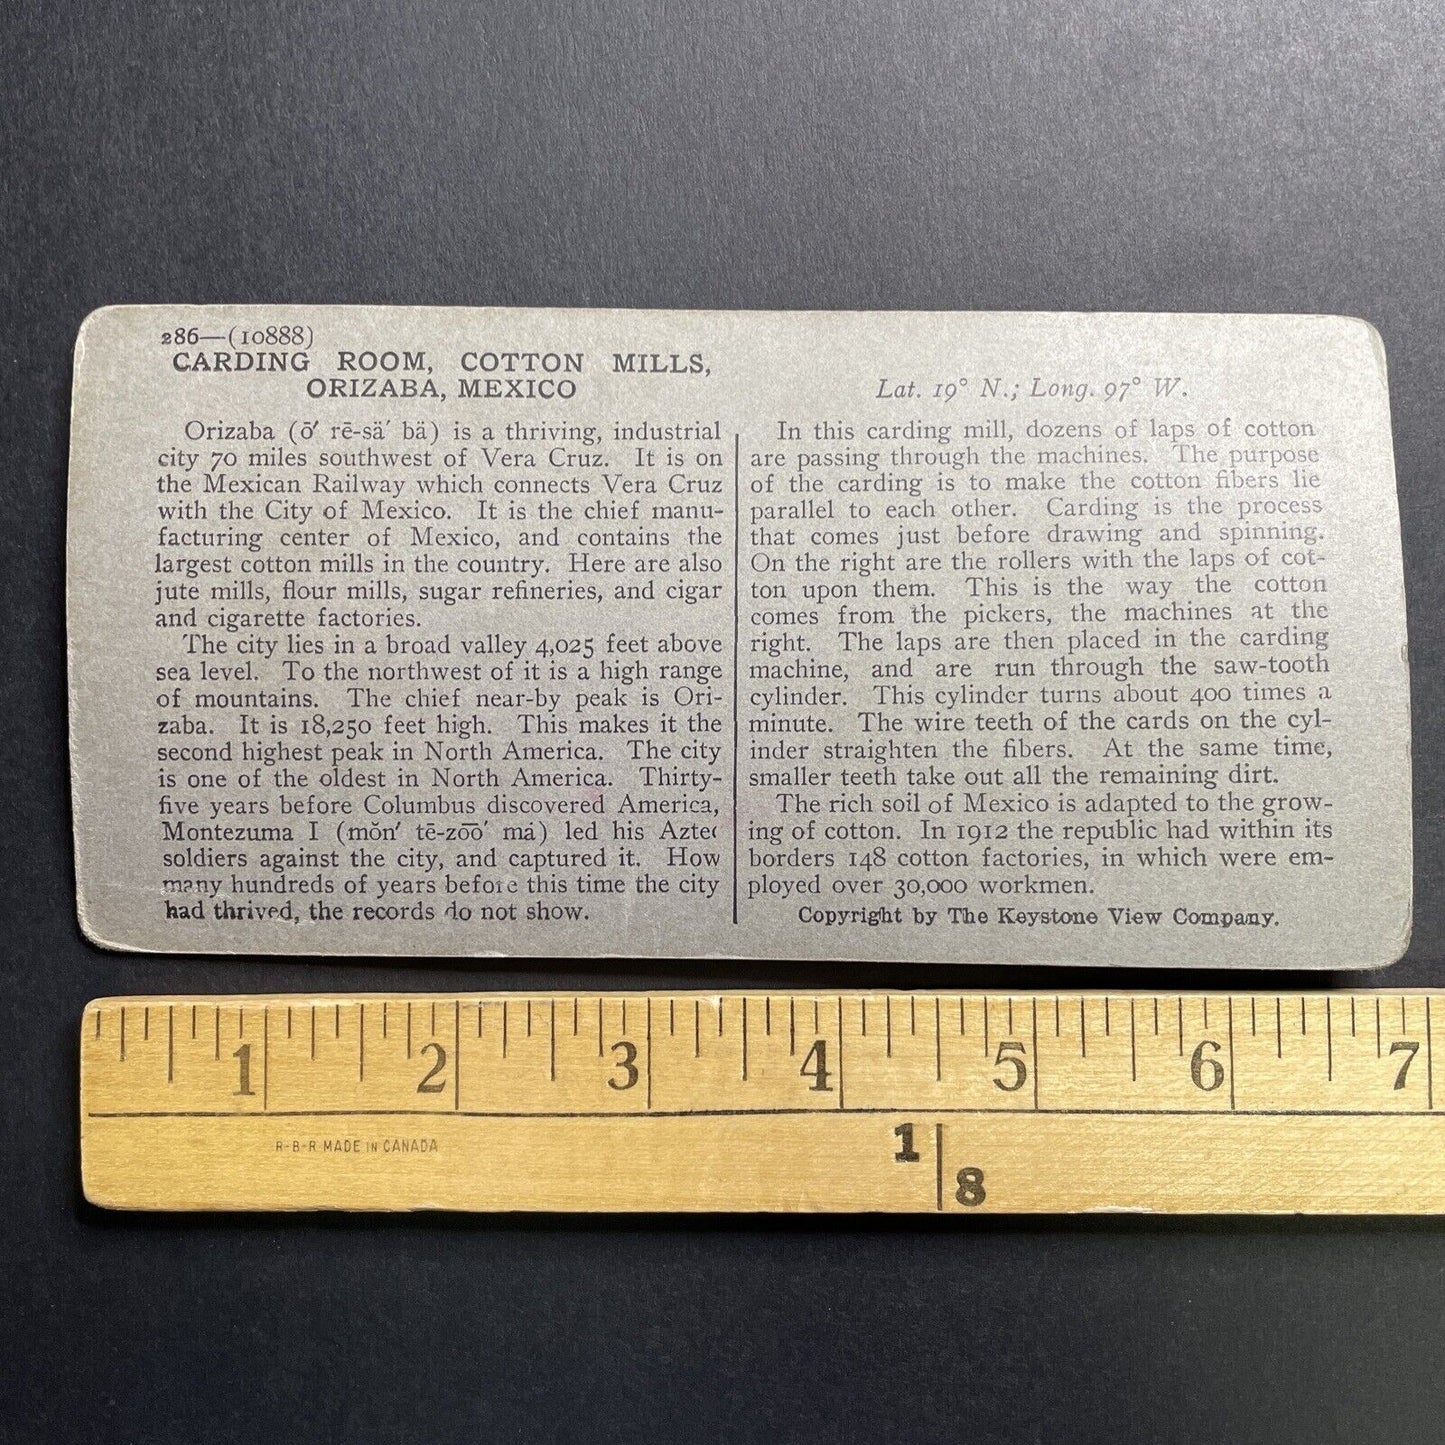 286—(10888)
CARDING ROOM, COTTON MILLS,
ORIZABA, MEXICO
Orizaba (ō′ rē-sä′ bä) is a thriving, industrial
city 70 miles southwest of Vera Cruz. It is on
the Mexican Railway which connects Vera Cruz
with the City of Mexico. It is the chief manu-
facturing center of Mexico, and contains the
largest cotton mills in the country. Here are also
jute mills, flour mills, sugar refineries, and cigar
and cigarette factories.
The city lies in a broad valley 4,025 feet above
sea level. To the northwest of it is a high range
of mountains. The chief near-by peak is Ori-
zaba. It is 18,250 feet high. This makes it the
second highest peak in North America. The city
is one of the oldest in North America. Thirty-
five years before Columbus discovered America,
Montezuma I (mŏn′ tē-zōō′ má) led his Aztec
soldiers against the city, and captured it. How
many hundreds of years before this time the city
had thrived, the records do not show.
Lat. 19° N.; Long. 97° W.
In this carding mill, dozens of laps of cotton
are passing through the machines. The purpose
of the carding is to make the cotton fibers lie
parallel to each other. Carding is the process
that comes just before drawing and spinning.
On the right are the rollers with the laps of cot-
ton upon them. This is the way the cotton
comes from the pickers, the machines at the
right. The laps are then placed in the carding
machine, and are run through the saw-tooth
cylinder. This cylinder turns about 400 times a
minute. The wire teeth of the cards on the cyl-
inder straighten the fibers. At the same time,
smaller teeth take out all the remaining dirt.
The rich soil of Mexico is adapted to the grow-
ing of cotton. In 1912 the republic had within its
borders 148 cotton factories, in which were em-
ployed over 30,000 workmen.
Copyright by The Keystone View Company.
1 2 3 4 5 6 7
R-B-R MADE IN CANADA
1 8